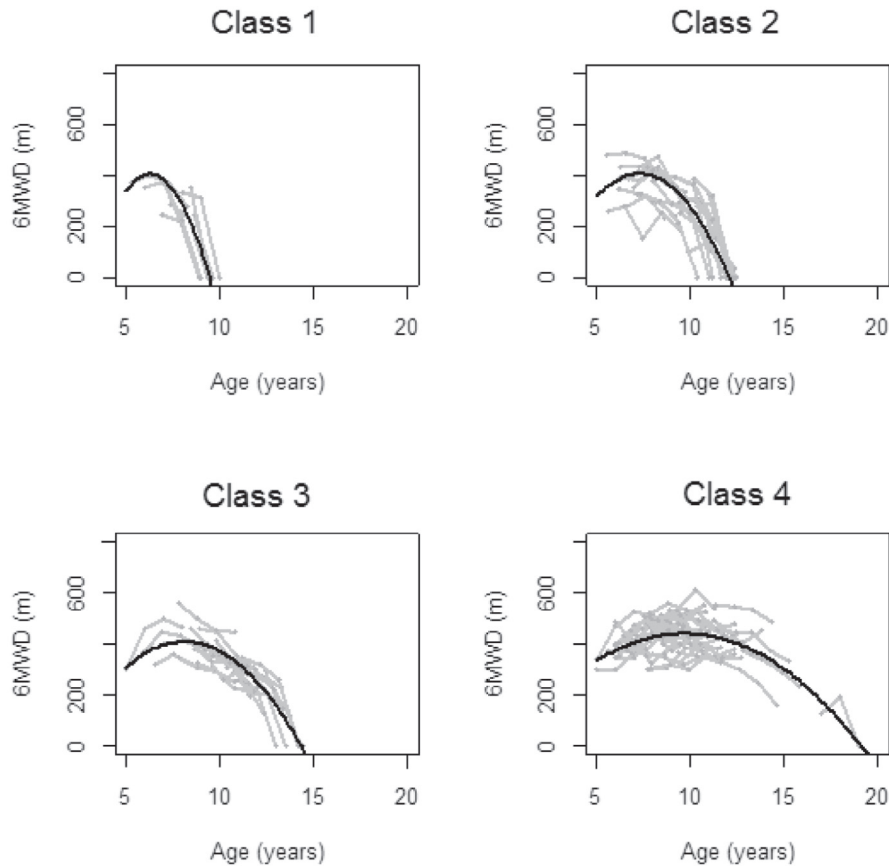 Class 1
6MWD (m)
600
200
0
5 10 15 20
Age (years)
Class 2
6MWD (m)
600
200
0
5 10 15 20
Age (years)
Class 3
6MWD (m)
600
200
0
5 10 15 20
Age (years)
Class 4
6MWD (m)
600
200
0
5 10 15 20
Age (years)